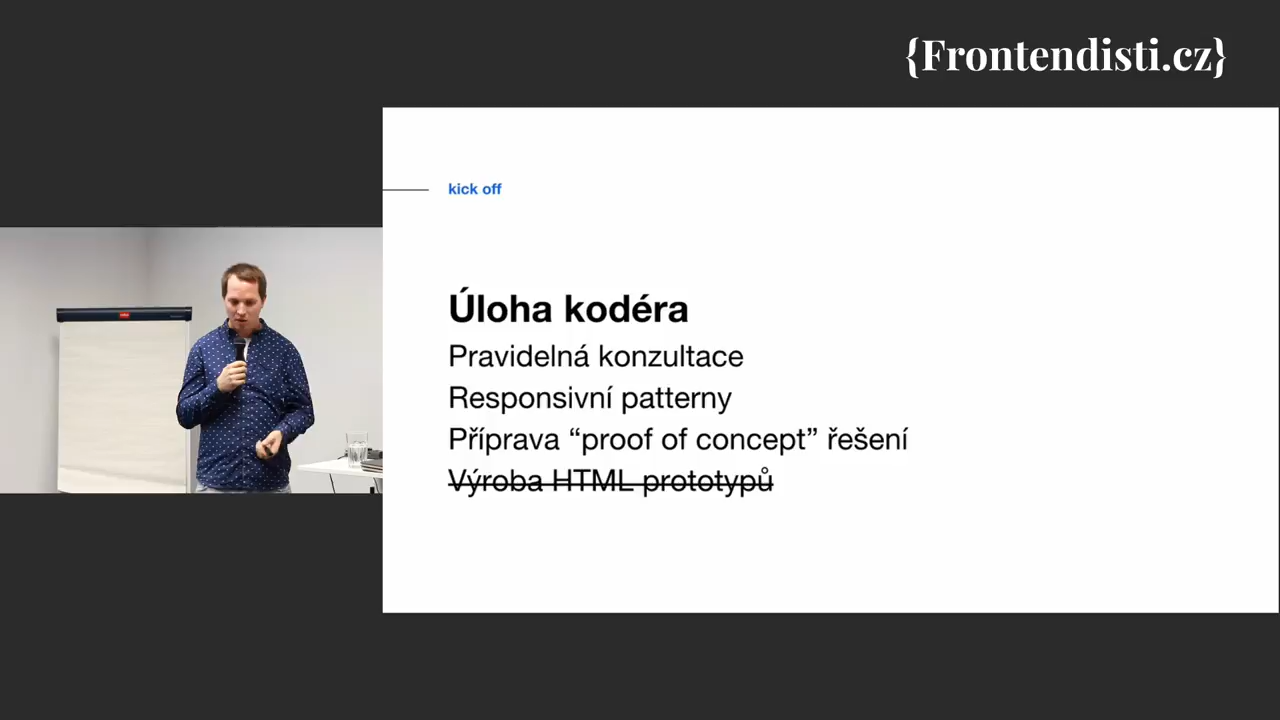 {Frontendisti.cz}
kick off
Úloha kodéra
Pravidelná konzultace
Responsivní patterny
Příprava “proof of concept” řešení
Výroba HTML prototypů